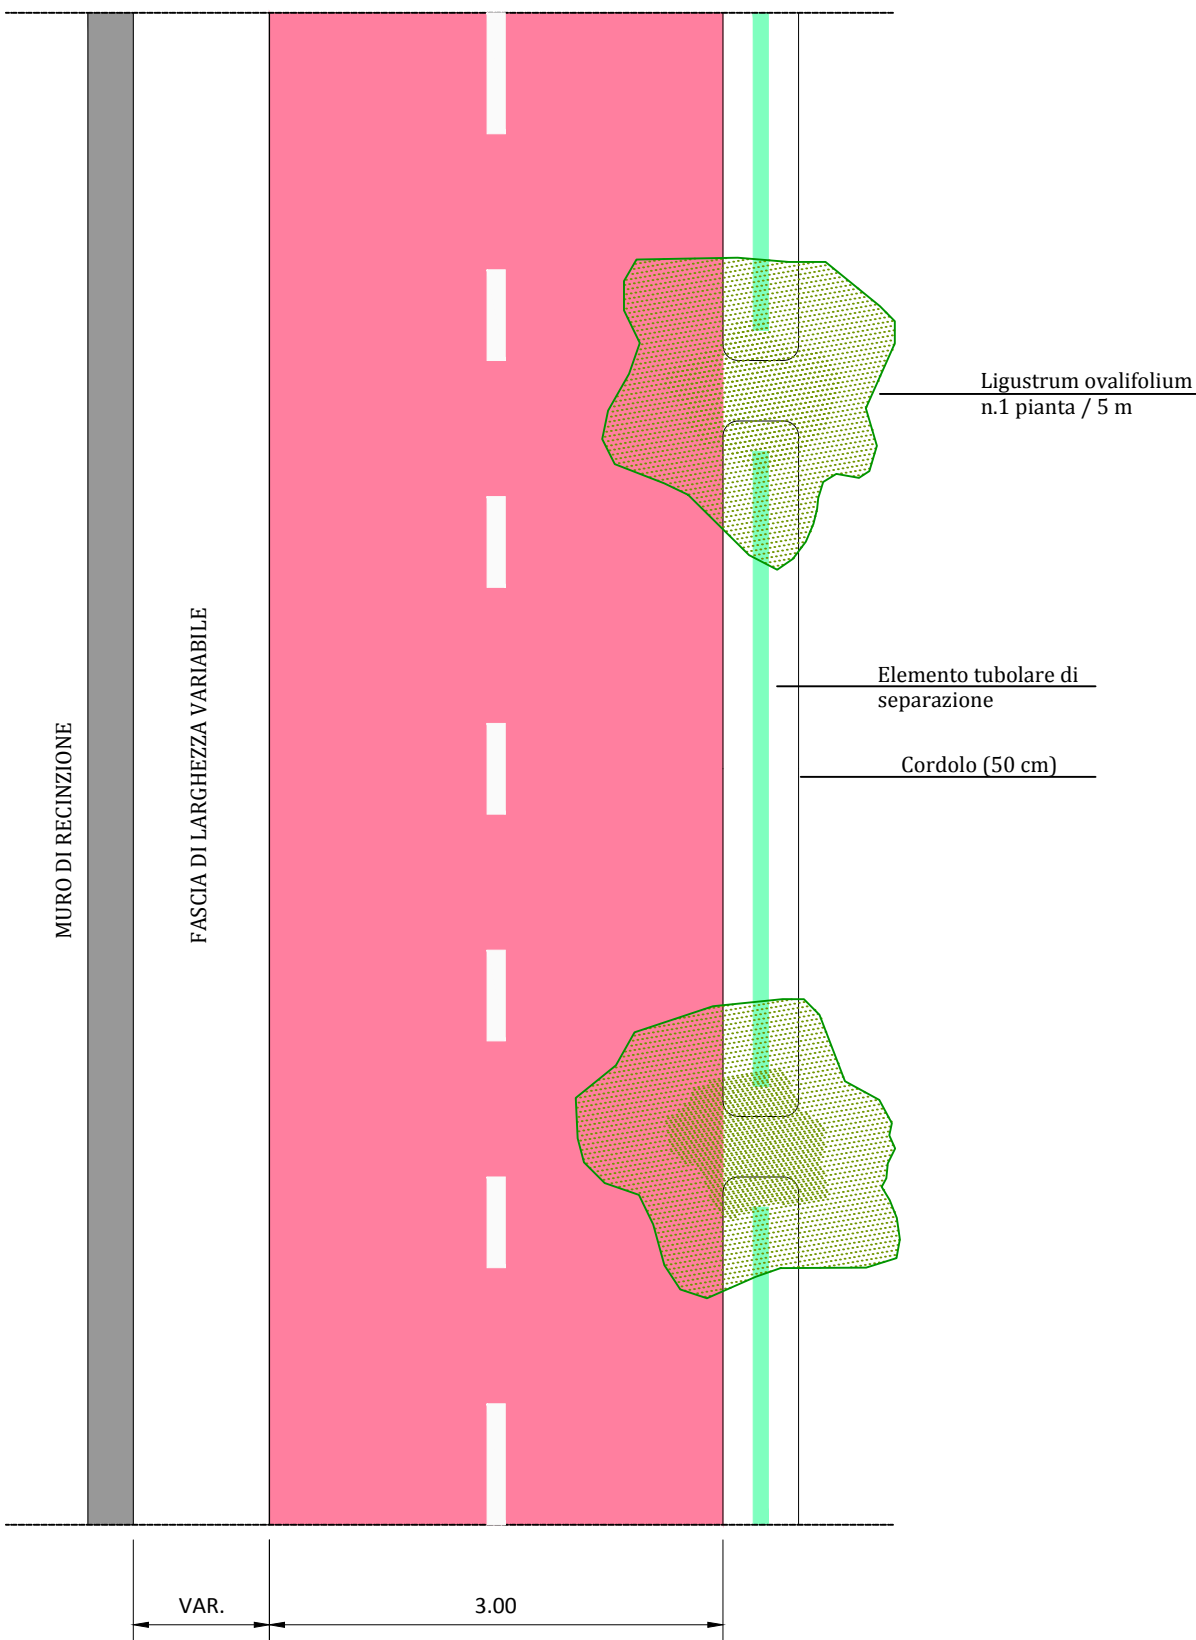 Ligustrum ovalifolium
n.1 pianta / 5 m
Elemento tubolare di
separazione
Cordolo (50 cm)
MURO DI RECINZIONE
FASCIA DI LARGHEZZA VARIABILE
VAR.
3.00